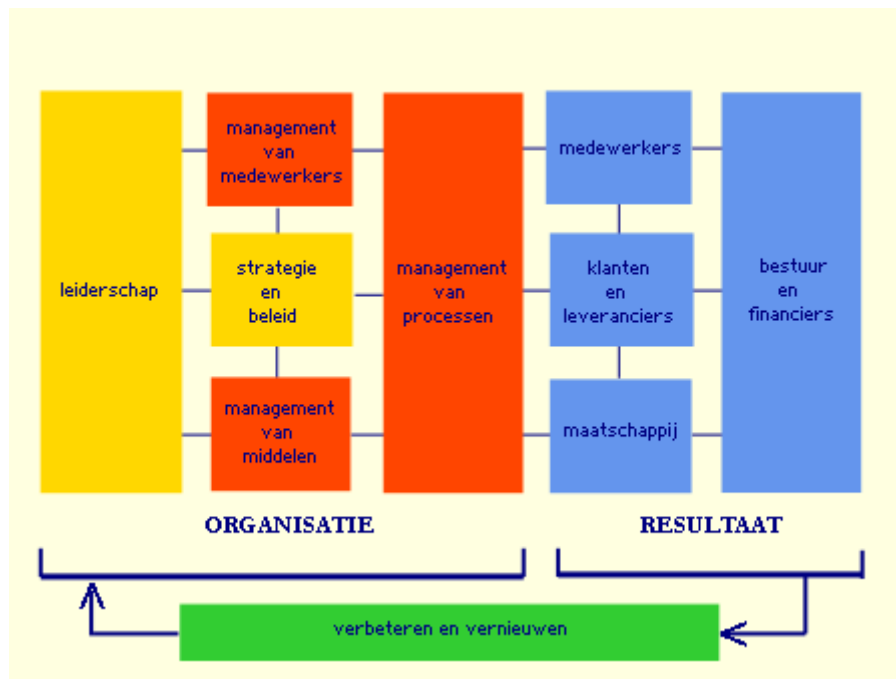 leiderschap
management
van
medewerkers
strategie
en
beleid
management
van
middelen
management
van
processen
medewerkers
klanten
en
leveranciers
maatschappij
bestuur
en
financiers
ORGANISATIE
RESULTAAT
verbeteren en vernieuwen